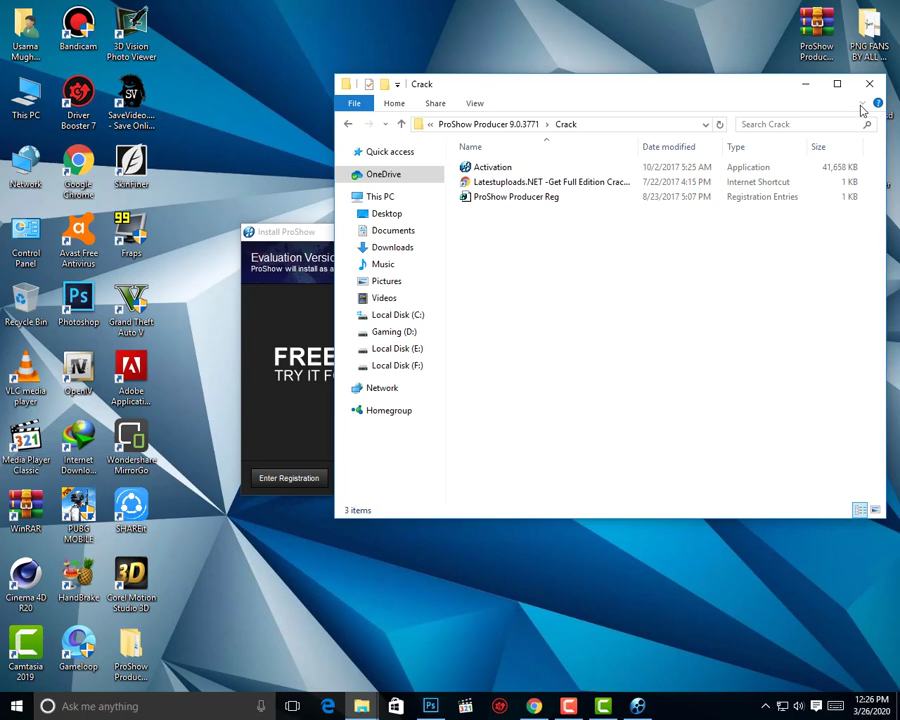 Usama Mugh...
Bandicam
3D Vision Photo Viewer
ProShow Produc...
PNG FANS BY ALL ...
This PC
Driver Booster 7
SaveVideo.... - Save Onli...
Network
Google Chrome
SkinFiner
Control Panel
Avast Free Antivirus
99
Fraps
Recycle Bin
Ps
Photoshop
Grand Theft Auto V
VLC media player
OpenIV
Adobe Applicati...
321
Media Player Classic
Internet Downlo...
Wondershare MirrorGo
WinRAR
PUBG MOBILE
SHAREit
Cinema 4D R20
HandBrake
3D
Corel Motion Studio 3D
Camtasia 2019
Gameloop
ProShow Produc...
Crack
File
Home
Share
View
« ProShow Producer 9.0.3771 > Crack
Search Crack
Name
Date modified
Type
Size
Activation
10/2/2017 5:25 AM
Application
41,658 KB
Latestuploads.NET -Get Full Edition Crac...
7/22/2017 4:15 PM
Internet Shortcut
1 KB
ProShow Producer Reg
8/23/2017 5:07 PM
Registration Entries
1 KB
Quick access
OneDrive
This PC
Desktop
Documents
Downloads
Music
Pictures
Videos
Local Disk (C:)
Gaming (D:)
Local Disk (E:)
Local Disk (F:)
Network
Homegroup
3 items
Install ProShow
Evaluation Versio
ProShow will install as a
FREE
TRY IT FO
Enter Registration
Ask me anything
12:26 PM
3/26/2020